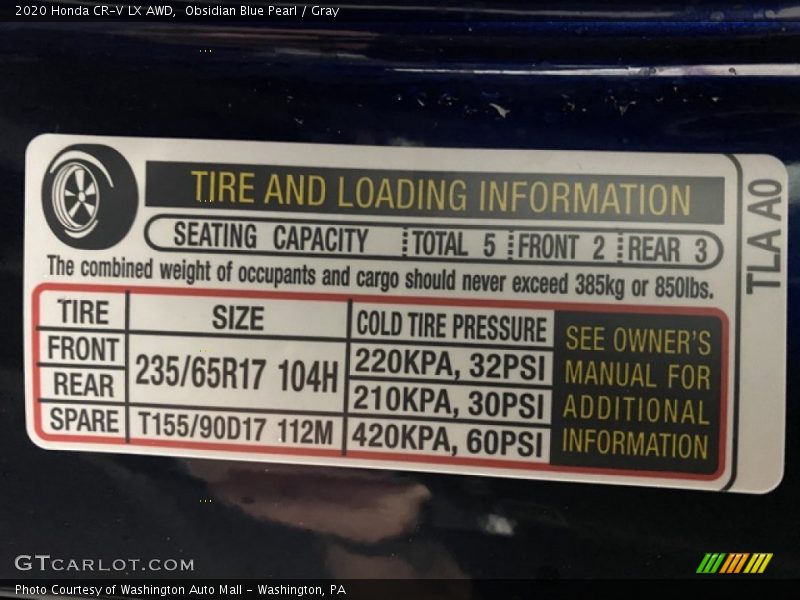 2020 Honda CR-V LX AWD,  Obsidian Blue Pearl / Gray
TIRE AND LOADING INFORMATION
SEATING CAPACITY TOTAL 5 FRONT 2 REAR 3
The combined weight of occupants and cargo should never exceed 385kg or 850lbs.
TIRE SIZE COLD TIRE PRESSURE
FRONT 235/65R17 104H 220KPA, 32PSI
REAR 210KPA, 30PSI
SPARE T155/90D17 112M 420KPA, 60PSI
SEE OWNER'S
MANUAL FOR
ADDITIONAL
INFORMATION
TLA A0
GTCARLOT.COM
Photo Courtesy of Washington Auto Mall - Washington, PA